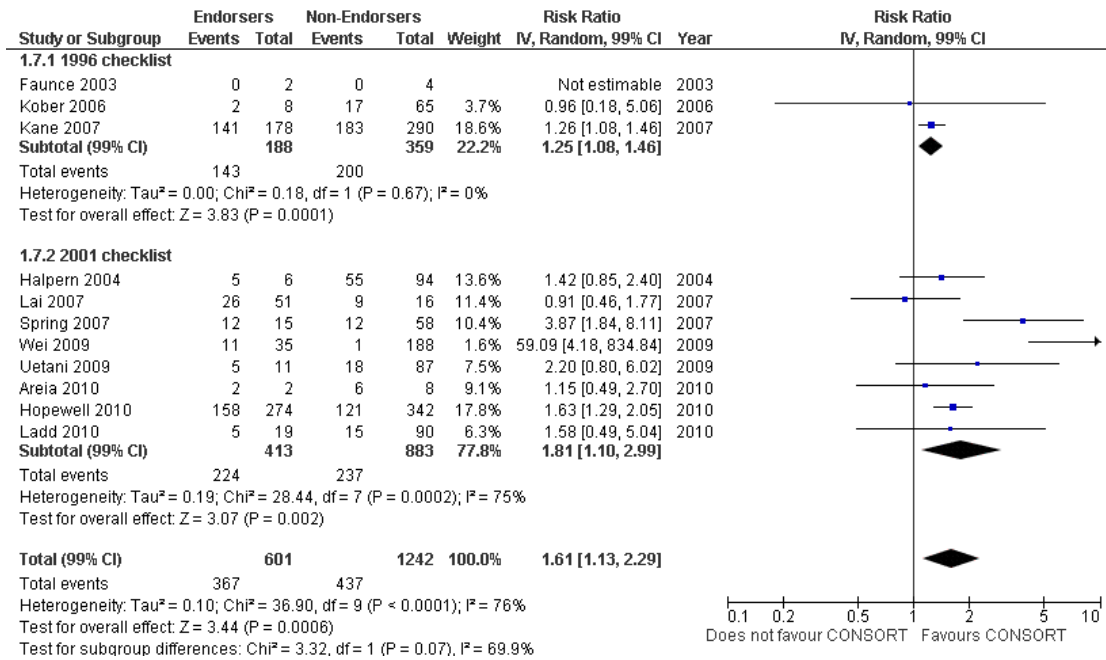 Endorsers Non-Endorsers Risk Ratio Risk Ratio
Study or Subgroup Events Total Events Total Weight IV, Random, 99% CI Year IV, Random, 99% CI
1.7.1 1996 checklist
Faunce 2003 0 2 0 4 Not estimable 2003
Kober 2006 2 8 17 65 3.7% 0.96 [0.18, 5.06] 2006
Kane 2007 141 178 183 290 18.6% 1.26 [1.08, 1.46] 2007
Subtotal (99% CI) 188 359 22.2% 1.25 [1.08, 1.46]
Total events 143 200
Heterogeneity: Tau² = 0.00; Chi² = 0.18, df = 1 (P = 0.67); I² = 0%
Test for overall effect: Z = 3.83 (P = 0.0001)
1.7.2 2001 checklist
Halpern 2004 5 6 55 94 13.6% 1.42 [0.85, 2.40] 2004
Lai 2007 26 51 9 16 11.4% 0.91 [0.46, 1.77] 2007
Spring 2007 12 15 12 58 10.4% 3.87 [1.84, 8.11] 2007
Wei 2009 11 35 1 188 1.6% 59.09 [4.18, 834.84] 2009
Uetani 2009 5 11 18 87 7.5% 2.20 [0.80, 6.02] 2009
Areia 2010 2 2 6 8 9.1% 1.15 [0.49, 2.70] 2010
Hopewell 2010 158 274 121 342 17.8% 1.63 [1.29, 2.05] 2010
Ladd 2010 5 19 15 90 6.3% 1.58 [0.49, 5.04] 2010
Subtotal (99% CI) 413 883 77.8% 1.81 [1.10, 2.99]
Total events 224 237
Heterogeneity: Tau² = 0.19; Chi² = 28.44, df = 7 (P = 0.0002); I² = 75%
Test for overall effect: Z = 3.07 (P = 0.002)
Total (99% CI) 601 1242 100.0% 1.61 [1.13, 2.29]
Total events 367 437
Heterogeneity: Tau² = 0.10; Chi² = 36.90, df = 9 (P < 0.0001); I² = 76%
Test for overall effect: Z = 3.44 (P = 0.0006)
Test for subgroup differences: Chi² = 3.32, df = 1 (P = 0.07), I² = 69.9%
0.1 0.2 0.5 1 2 5 10
Does not favour CONSORT Favours CONSORT